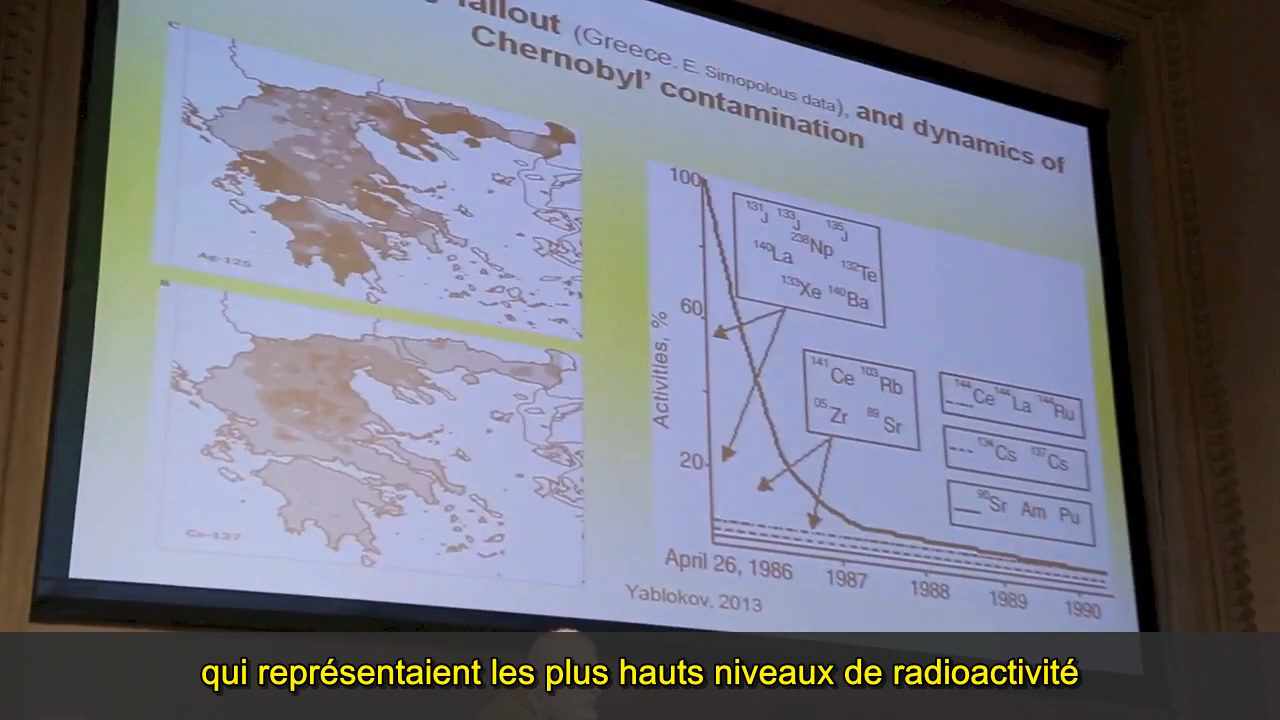 fallout (Greece, E. Simopolous data), and dynamics of
Chernobyl' contamination
C
Ag-125
B
Cs-137
100
60
20
Activities, %
131J 133J 135J
238Np
140La 132Te
133Xe 140Ba
141Ce 103Rb
05Zr 89Sr
144Ce 144La 144Ru
134Cs 137Cs
90Sr Am Pu
April 26, 1986 1987 1988 1989 1990
Yablokov, 2013
qui représentaient les plus hauts niveaux de radioactivité